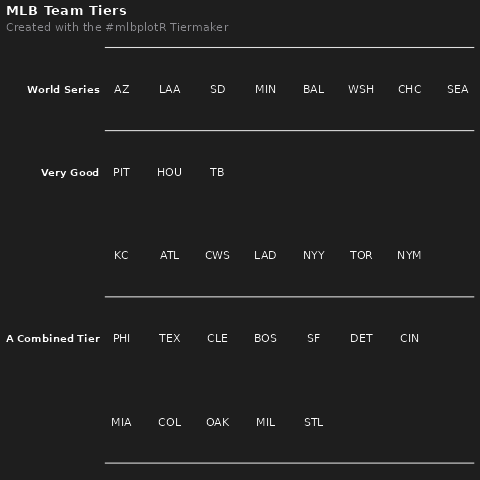 MLB Team Tiers
Created with the #mlbplotR Tiermaker
World Series AZ LAA SD MIN BAL WSH CHC SEA
Very Good PIT HOU TB
KC ATL CWS LAD NYY TOR NYM
A Combined Tier PHI TEX CLE BOS SF DET CIN
MIA COL OAK MIL STL